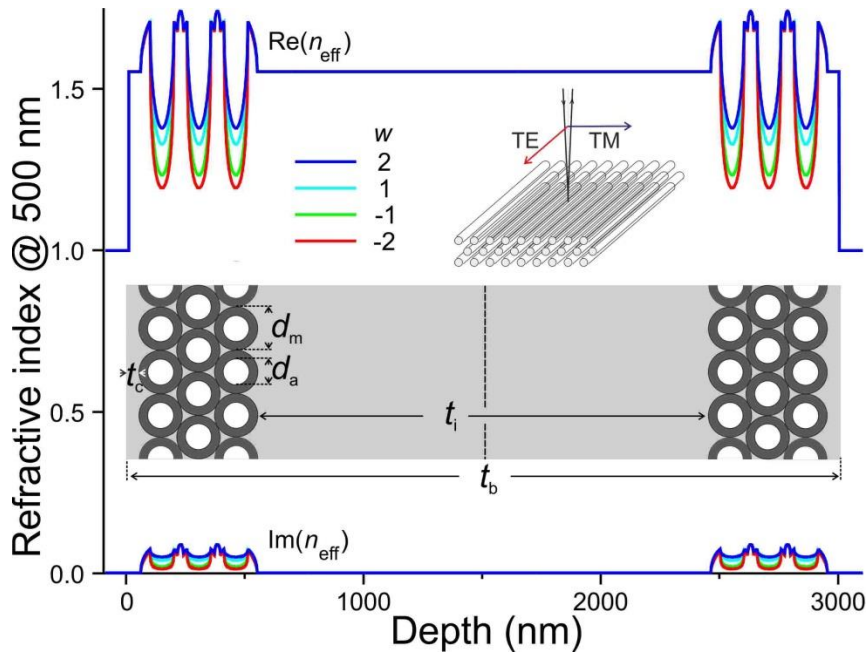 Refractive index @ 500 nm
1.5
1.0
0.5
0.0
Re(n_eff)
w
2
1
-1
-2
TE
TM
d_m
d_a
t_c
t_i
t_b
Im(n_eff)
0
1000
2000
3000
Depth (nm)